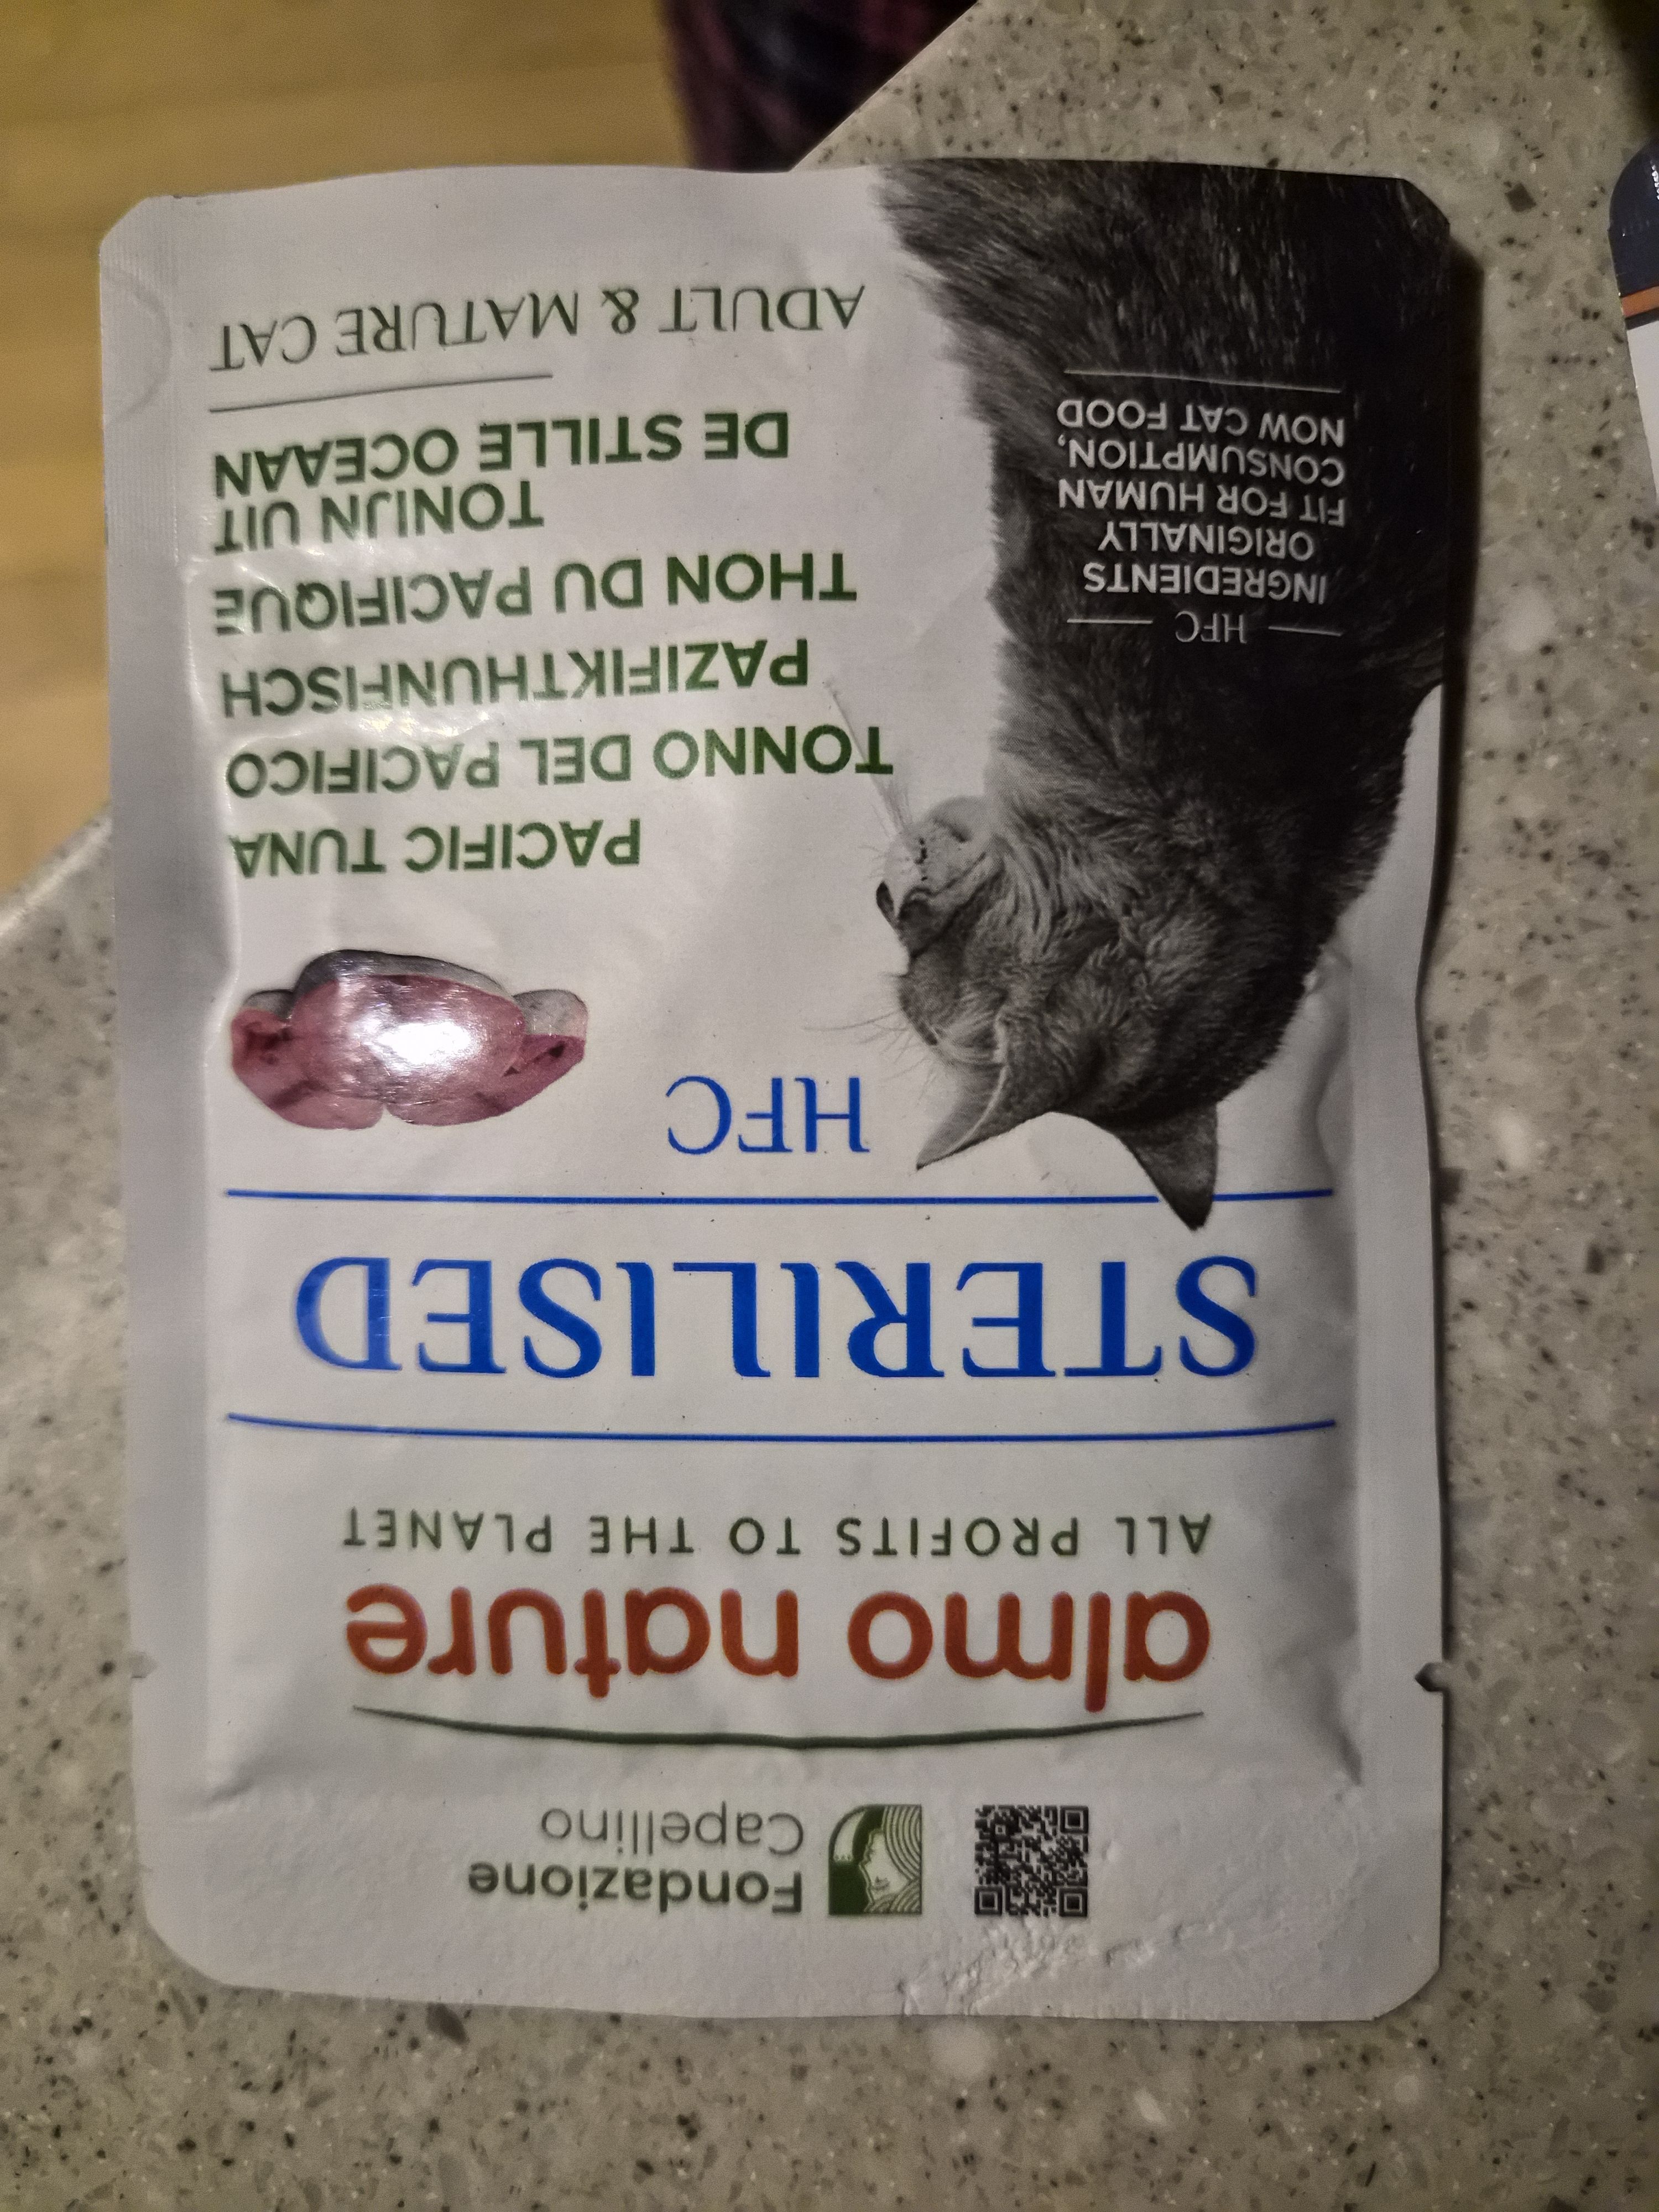 Fondazione
Capellino
almo nature
ALL PROFITS TO THE PLANET
STERILISED
HFC
PACIFIC TUNA
TONNO DEL PACIFICO
PAZIFIKTHUNFISCH
THON DU PACIFIQUE
TONIJN UIT
DE STILLE OCEAAN
ADULT & MATURE CAT
HFC
INGREDIENTS
ORIGINALLY
FIT FOR HUMAN
CONSUMPTION,
NOW CAT FOOD